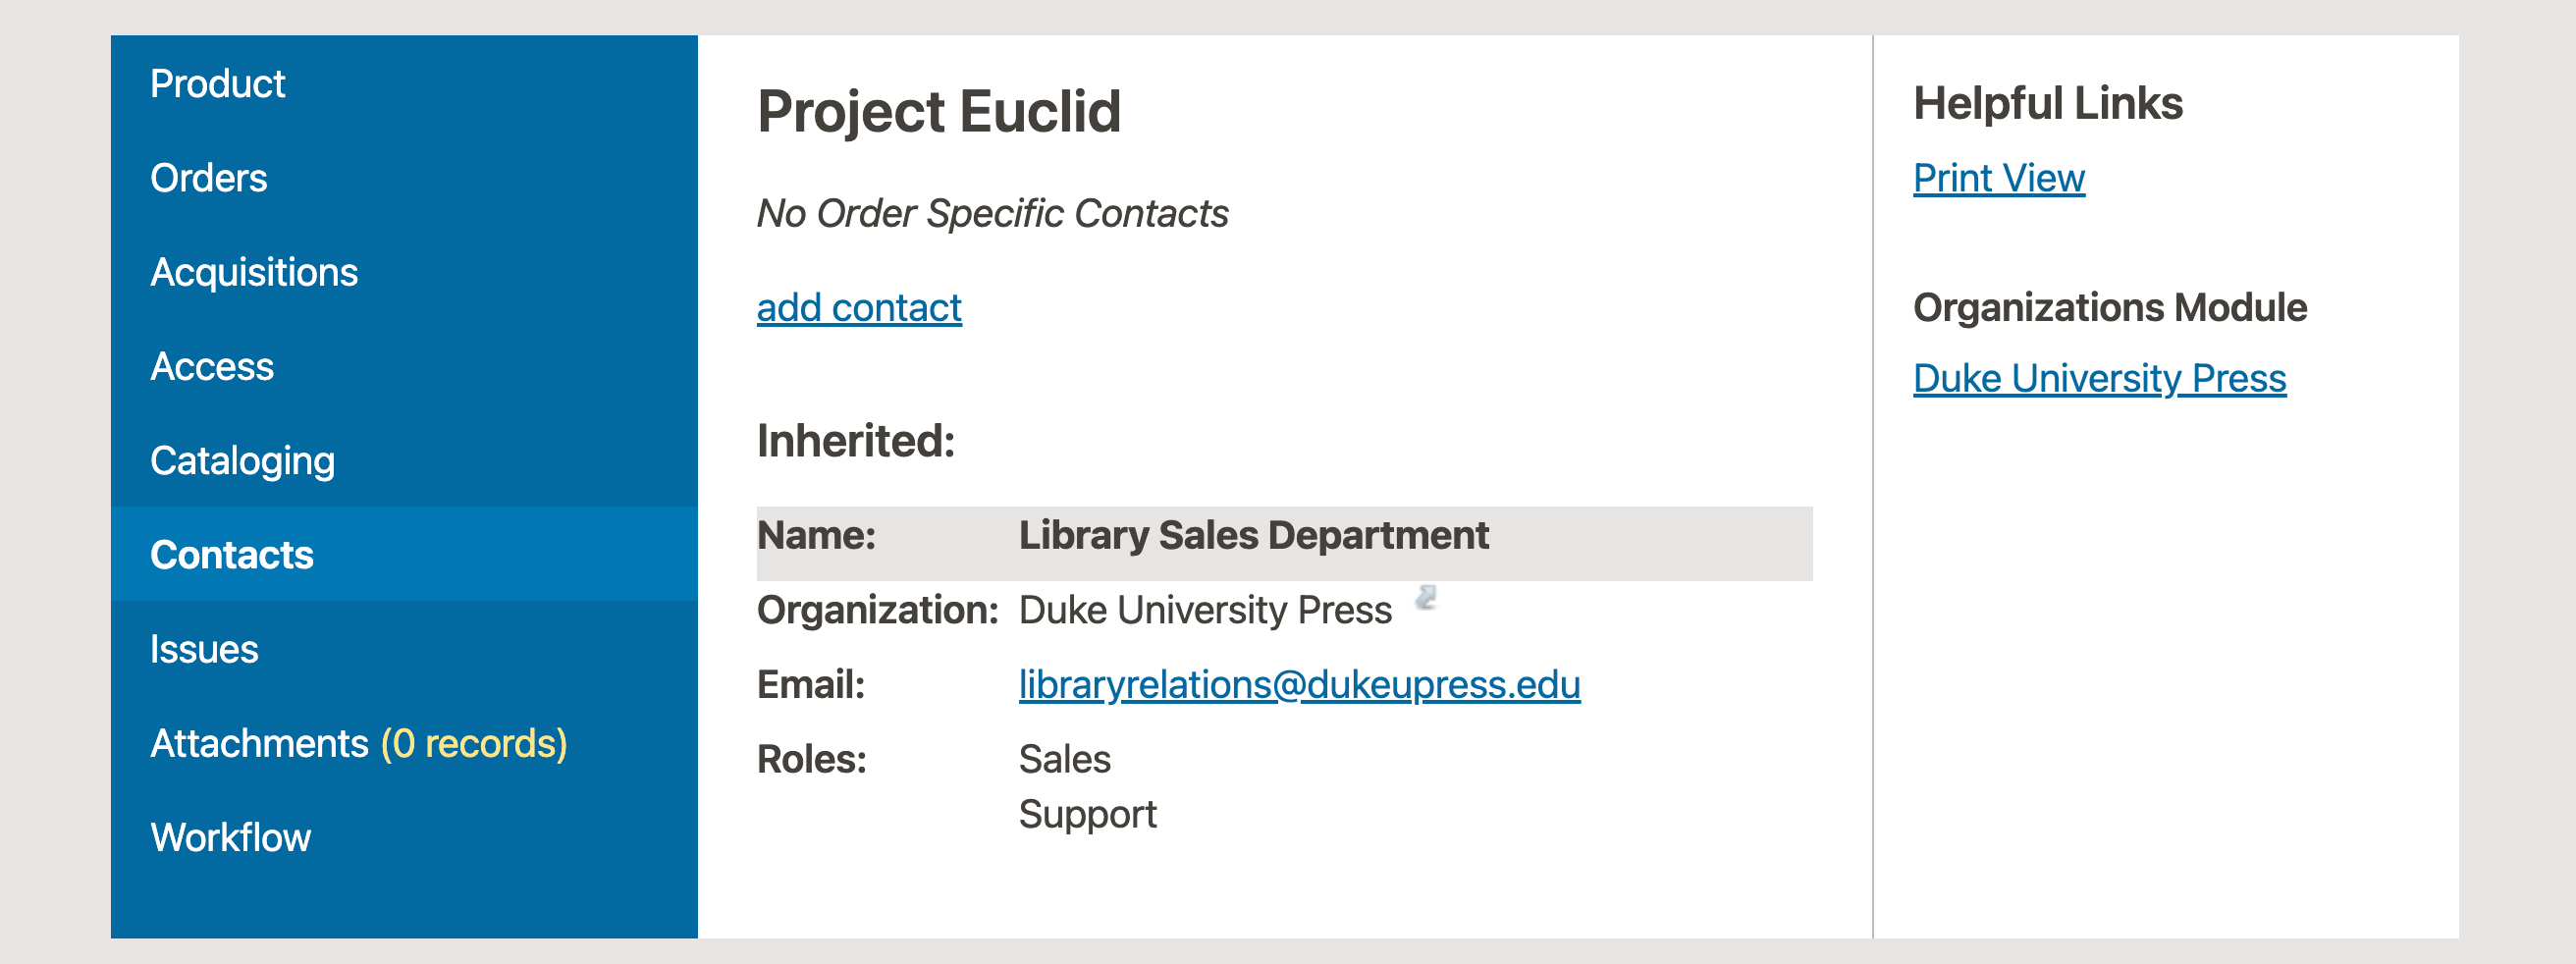 Product
Orders
Acquisitions
Access
Cataloging
Contacts
Issues
Attachments (0 records)
Workflow
Project Euclid
No Order Specific Contacts
add contact
Inherited:
Name: Library Sales Department
Organization: Duke University Press
Email: libraryrelations@dukeupress.edu
Roles: Sales
Support
Helpful Links
Print View
Organizations Module
Duke University Press